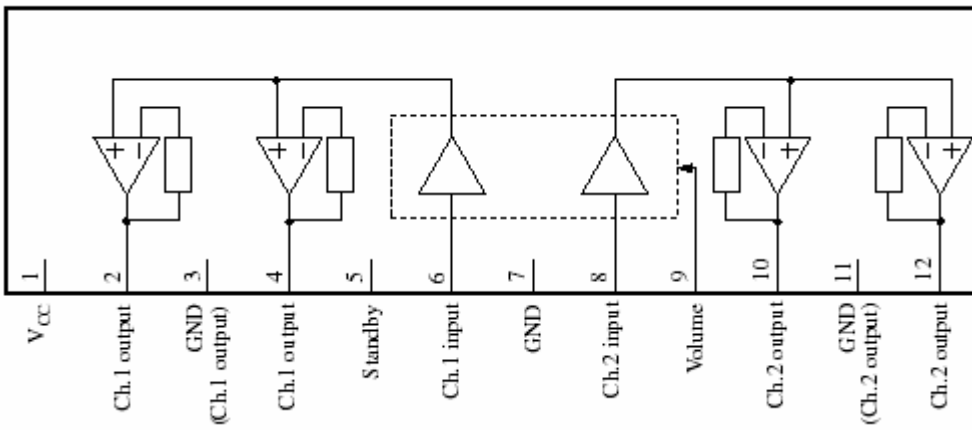 +
−
+
−
−
+
−
+
1
2
3
4
5
6
7
8
9
10
11
12
VCC
Ch.1 output
GND
(Ch.1 output)
Ch.1 output
Standby
Ch.1 input
GND
Ch.2 input
Volume
Ch.2 output
GND
(Ch.2 output)
Ch.2 output